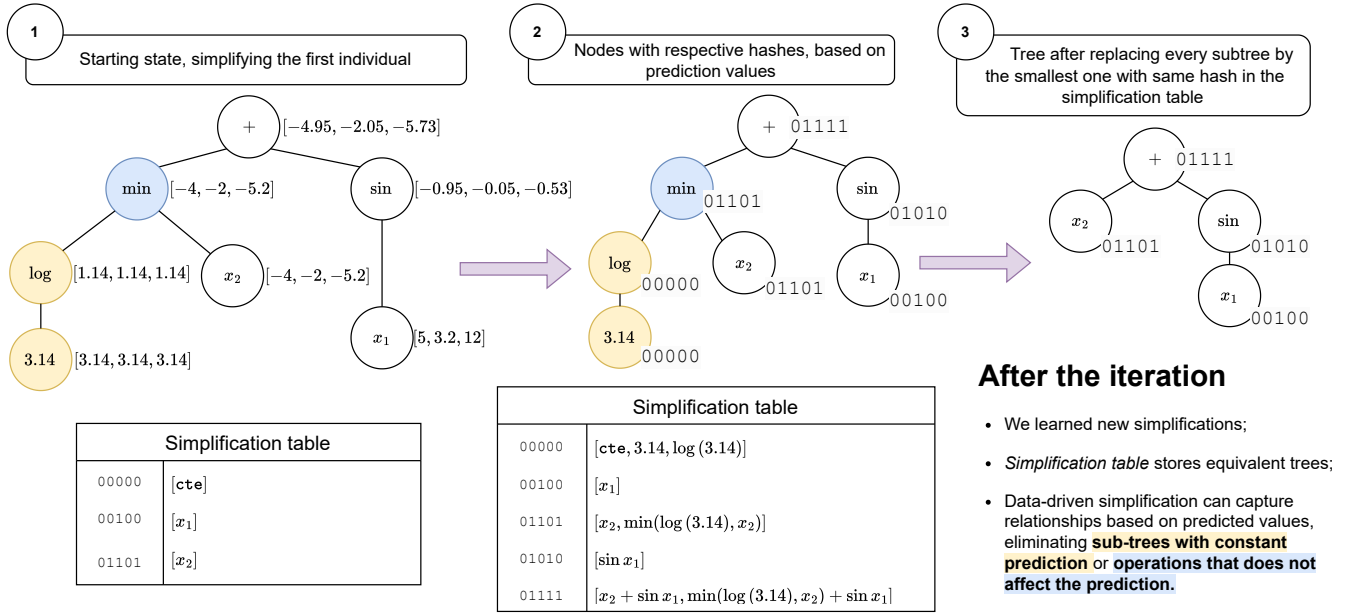 1
Starting state, simplifying the first individual
+
[−4.95, −2.05, −5.73]
min
[−4, −2, −5.2]
sin
[−0.95, −0.05, −0.53]
log
[1.14, 1.14, 1.14]
x₂
[−4, −2, −5.2]
3.14
[3.14, 3.14, 3.14]
x₁
[5, 3.2, 12]
Simplification table
00000
[cte]
00100
[x₁]
01101
[x₂]
2
Nodes with respective hashes, based on
prediction values
+
01111
min
01101
sin
01010
log
00000
x₂
01101
x₁
00100
3.14
00000
Simplification table
00000
[cte, 3.14, log (3.14)]
00100
[x₁]
01101
[x₂, min(log (3.14), x₂)]
01010
[sin x₁]
01111
[x₂ + sin x₁, min(log (3.14), x₂) + sin x₁]
3
Tree after replacing every subtree by
the smallest one with same hash in the
simplification table
+
01111
x₂
01101
sin
01010
x₁
00100
After the iteration
• We learned new simplifications;
• Simplification table stores equivalent trees;
• Data-driven simplification can capture
relationships based on predicted values,
eliminating sub-trees with constant
prediction or operations that does not
affect the prediction.